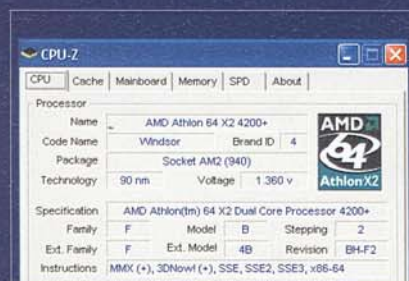 CPU-Z
CPU Cache Mainboard Memory SPD About
Processor
Name AMD Athlon 64 X2 4200+
Code Name Windsor Brand ID 4
Package Socket AM2 (940)
Technology 90 nm Voltage 1.360 v
AMD
64
Athlon X2
Specification AMD Athlon(tm) 64 X2 Dual Core Processor 4200+
Family F Model B Stepping 2
Ext. Family F Ext. Model 4B Revision BH-F2
Instructions MMX (+), 3DNow! (+), SSE, SSE2, SSE3, x86-64